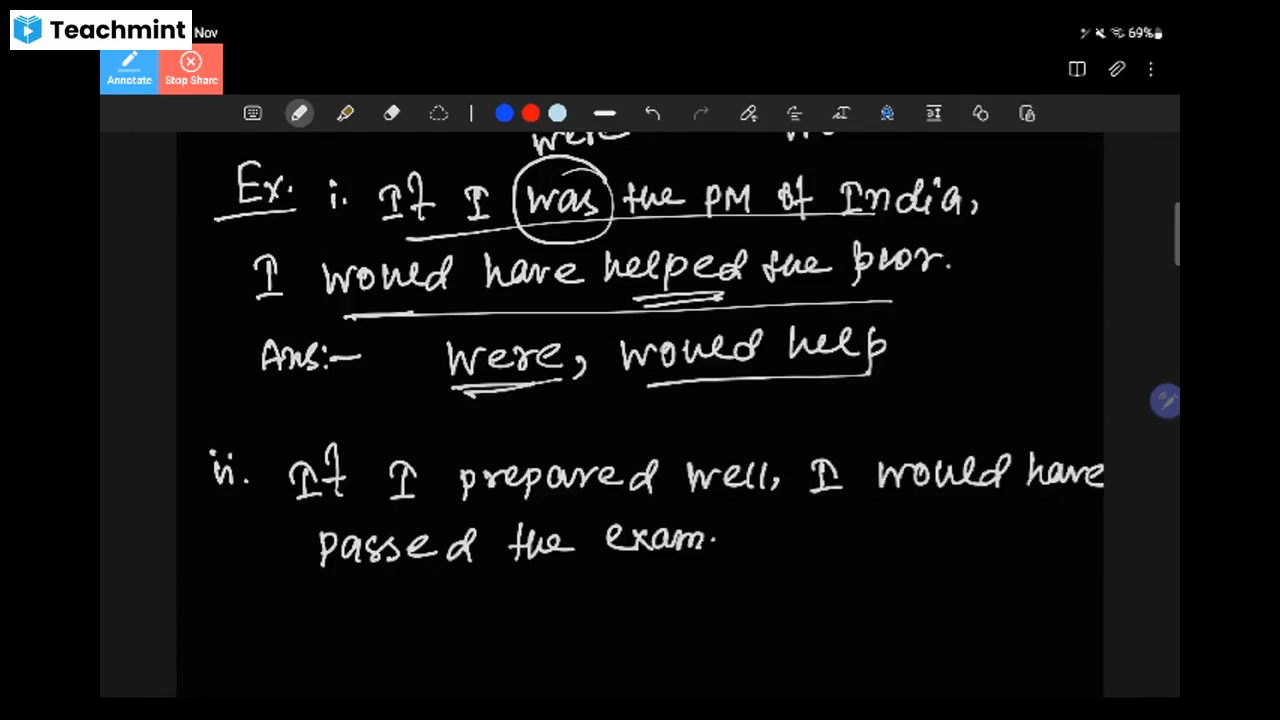 Teachmint
Nov
69%
Annotate
Stop Share
were
Ex. i. If I was the PM of India,
I would have helped the poor.
Ans:- were, would help
ii. If I prepared well, I would have
passed the exam.